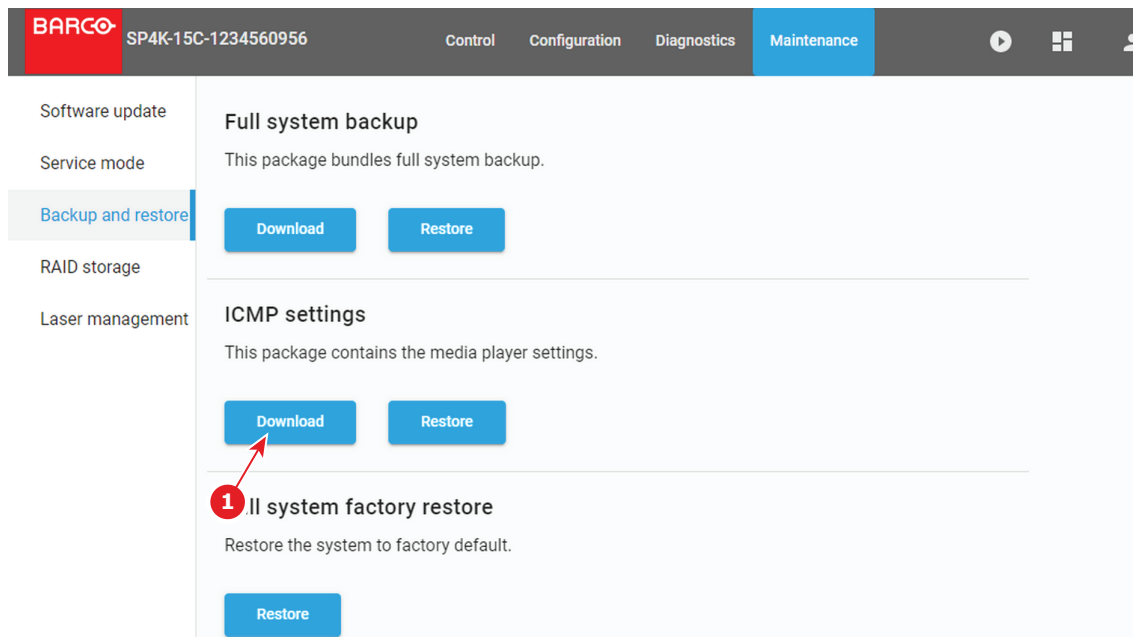 BARCO
SP4K-15C-1234560956
Control
Configuration
Diagnostics
Maintenance
Software update
Service mode
Backup and restore
RAID storage
Laser management
Full system backup
This package bundles full system backup.
Download
Restore
ICMP settings
This package contains the media player settings.
Download
Restore
1
ll system factory restore
Restore the system to factory default.
Restore